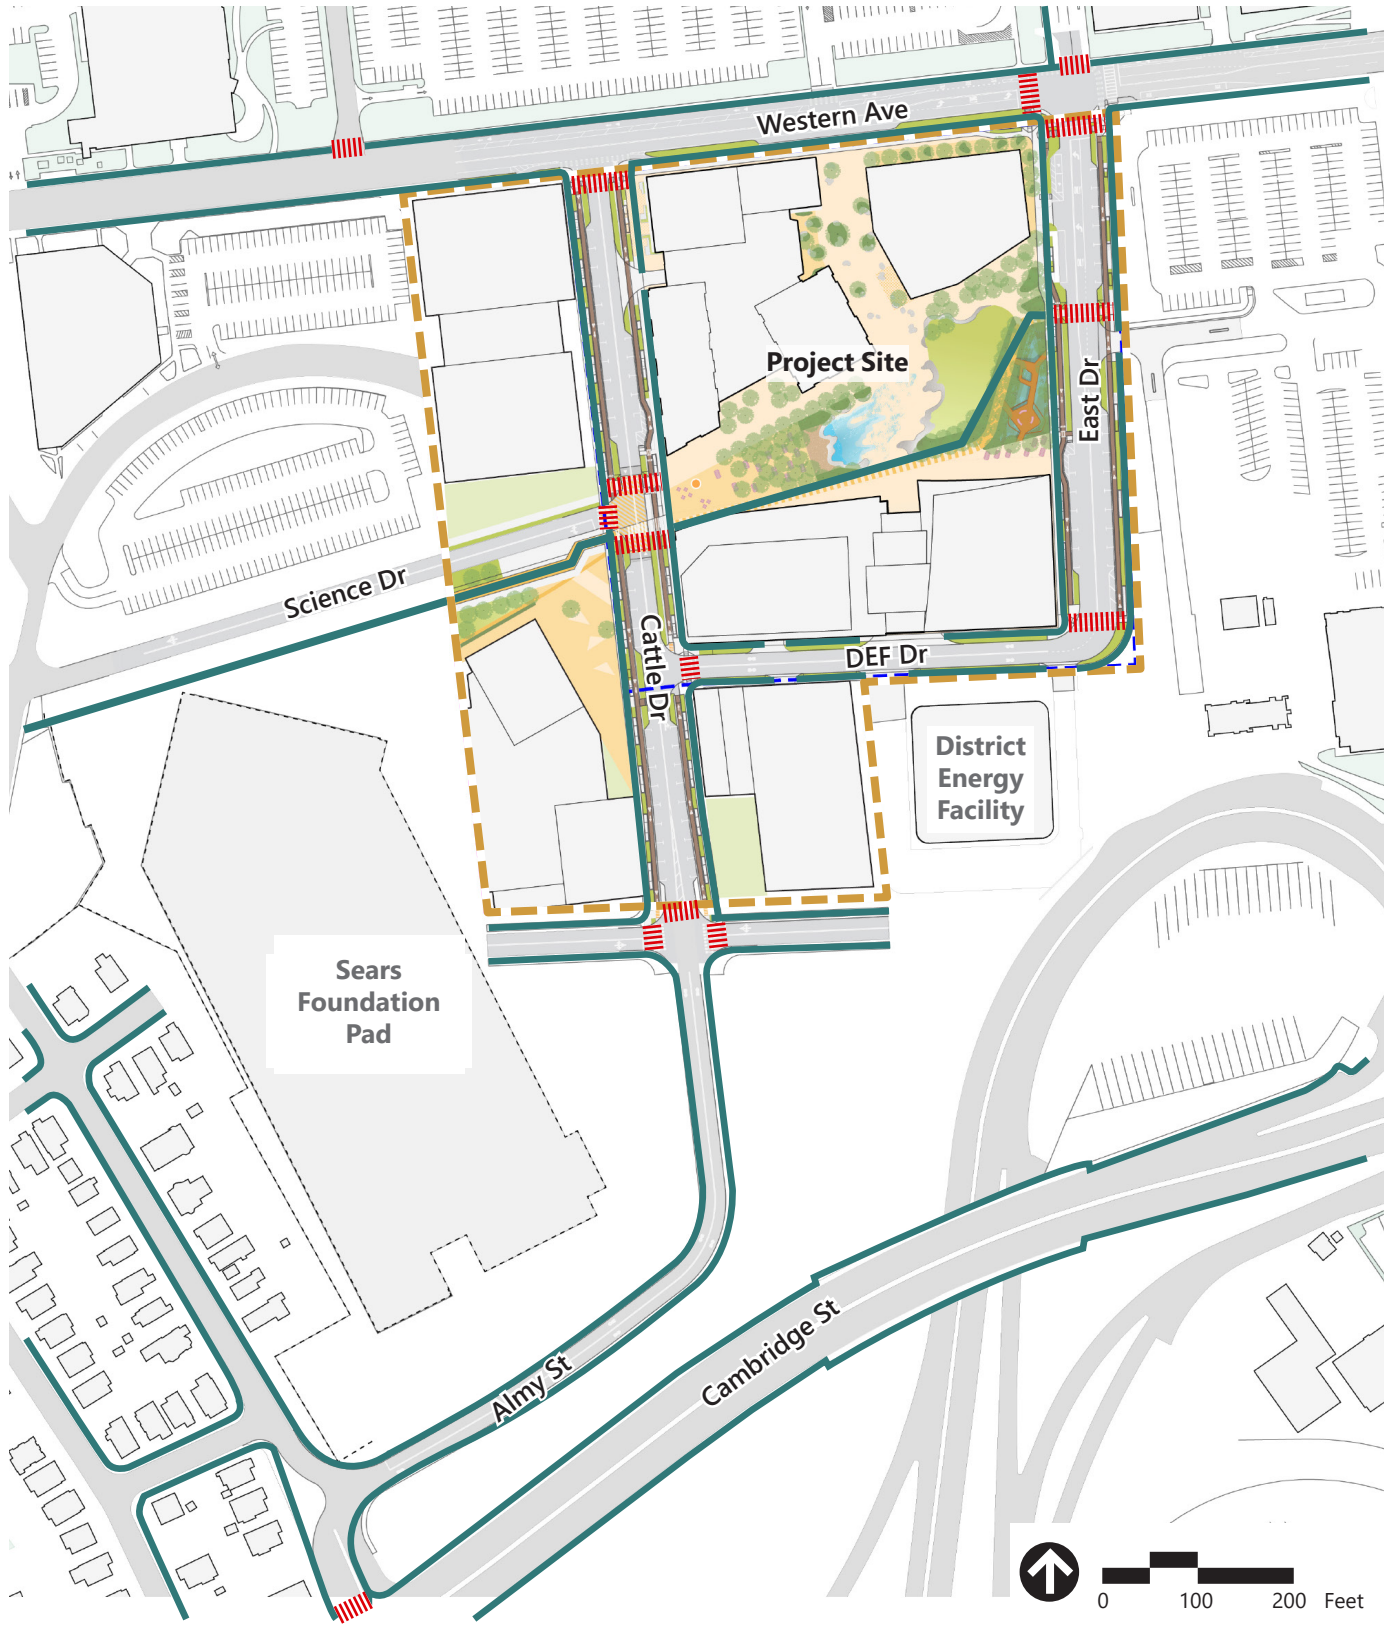 Western Ave
Project Site
East Dr
Science Dr
Cattle Dr
DEF Dr
District
Energy
Facility
Sears
Foundation
Pad
Almy St
Cambridge St
0 100 200 Feet